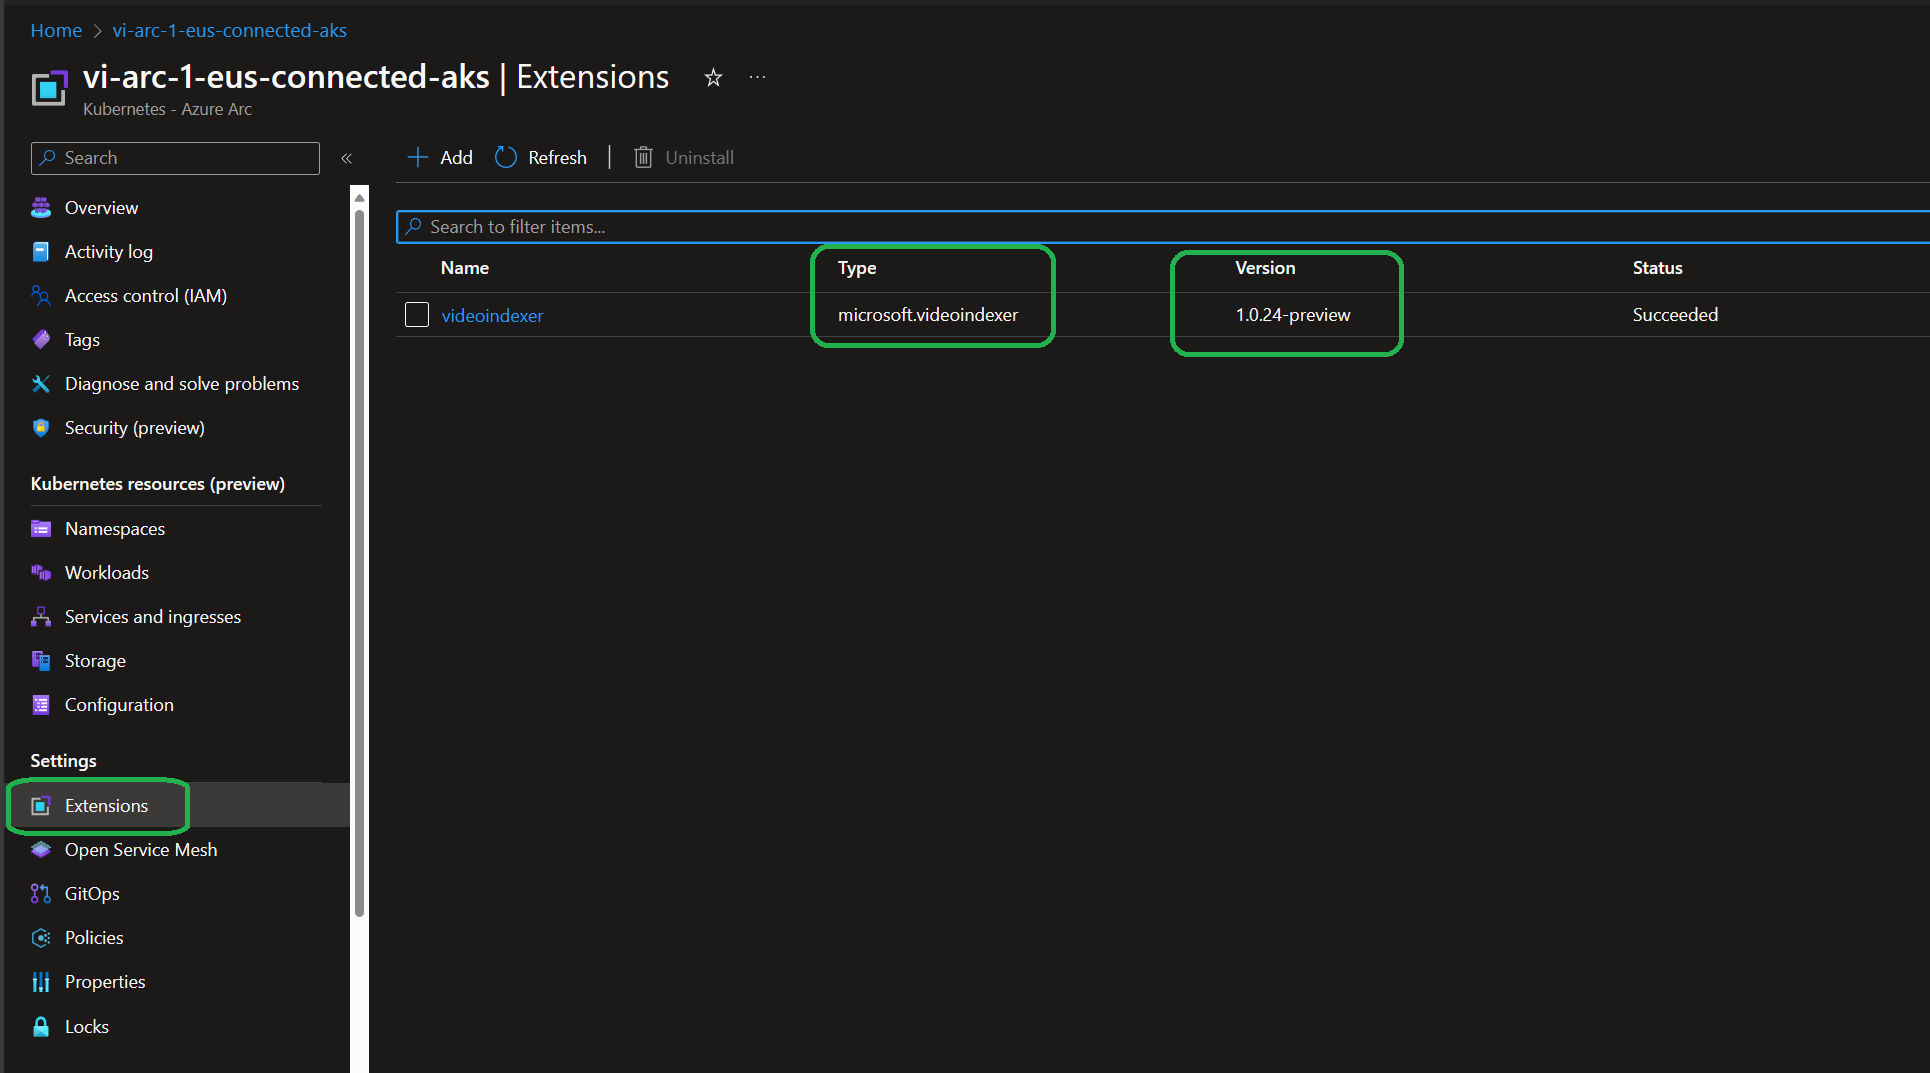 Home > vi-arc-1-eus-connected-aks
vi-arc-1-eus-connected-aks | Extensions
Kubernetes - Azure Arc
Search
Overview
Activity log
Access control (IAM)
Tags
Diagnose and solve problems
Security (preview)
Kubernetes resources (preview)
Namespaces
Workloads
Services and ingresses
Storage
Configuration
Settings
Extensions
Open Service Mesh
GitOps
Policies
Properties
Locks
Add Refresh | Uninstall
Search to filter items...
Name Type Version Status
videoindexer microsoft.videoindexer 1.0.24-preview Succeeded